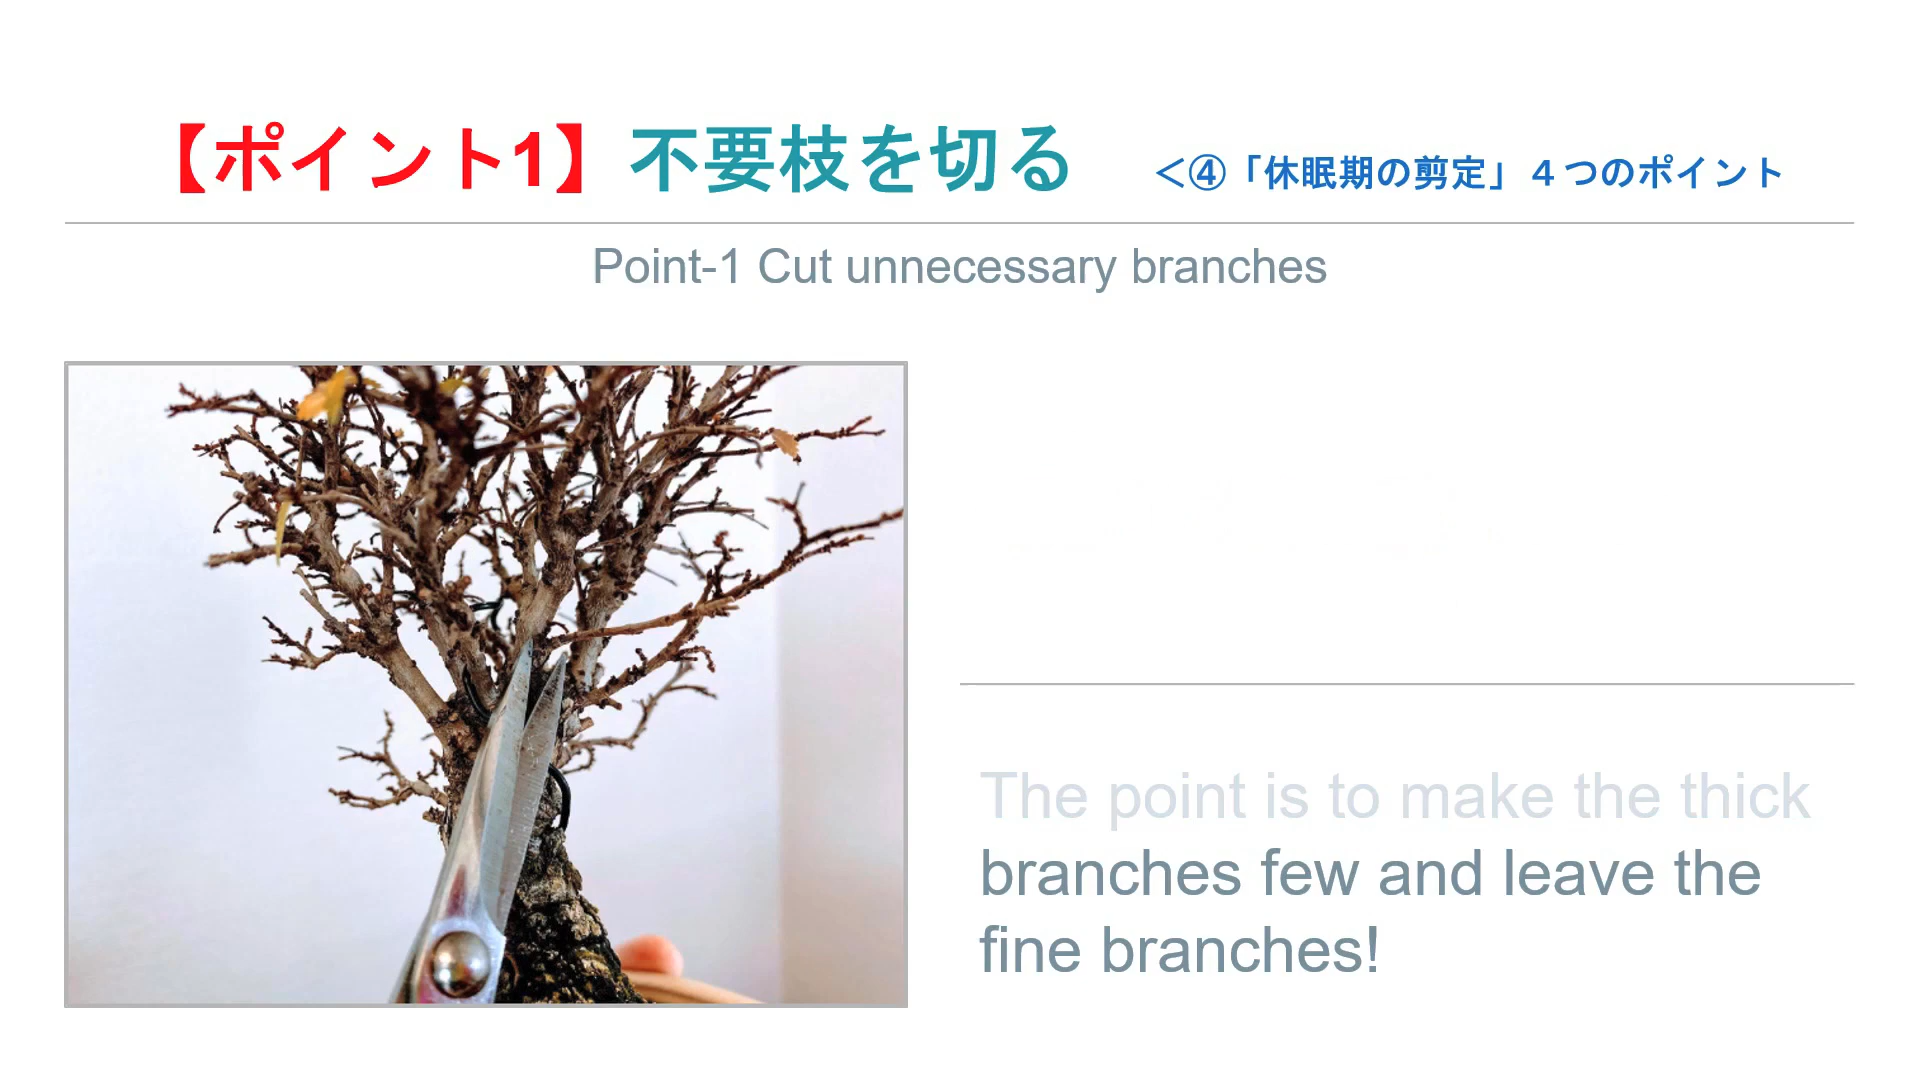 【ポイント1】不要枝を切る
<④「休眠期の剪定」４つのポイント
Point-1 Cut unnecessary branches
The point is to make the thick
branches few and leave the
fine branches!